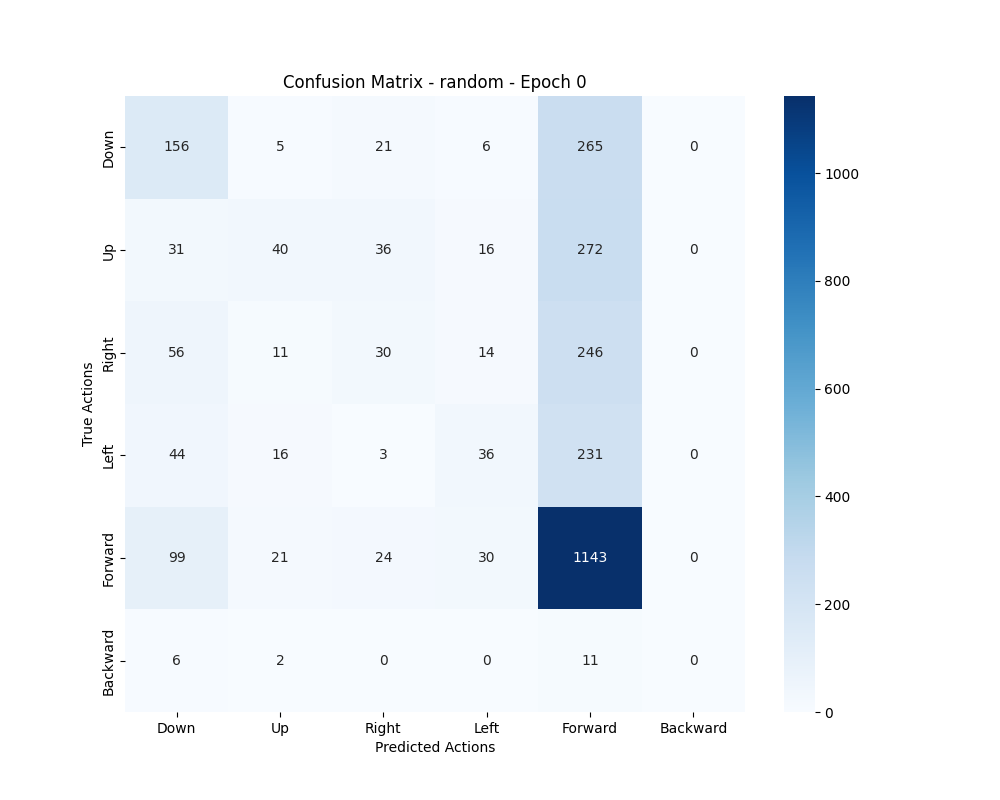 Confusion Matrix - random - Epoch 0
True Actions
Down 156 5 21 6 265 0
Up 31 40 36 16 272 0
Right 56 11 30 14 246 0
Left 44 16 3 36 231 0
Forward 99 21 24 30 1143 0
Backward 6 2 0 0 11 0
Down Up Right Left Forward Backward
Predicted Actions
1000
800
600
400
200
0